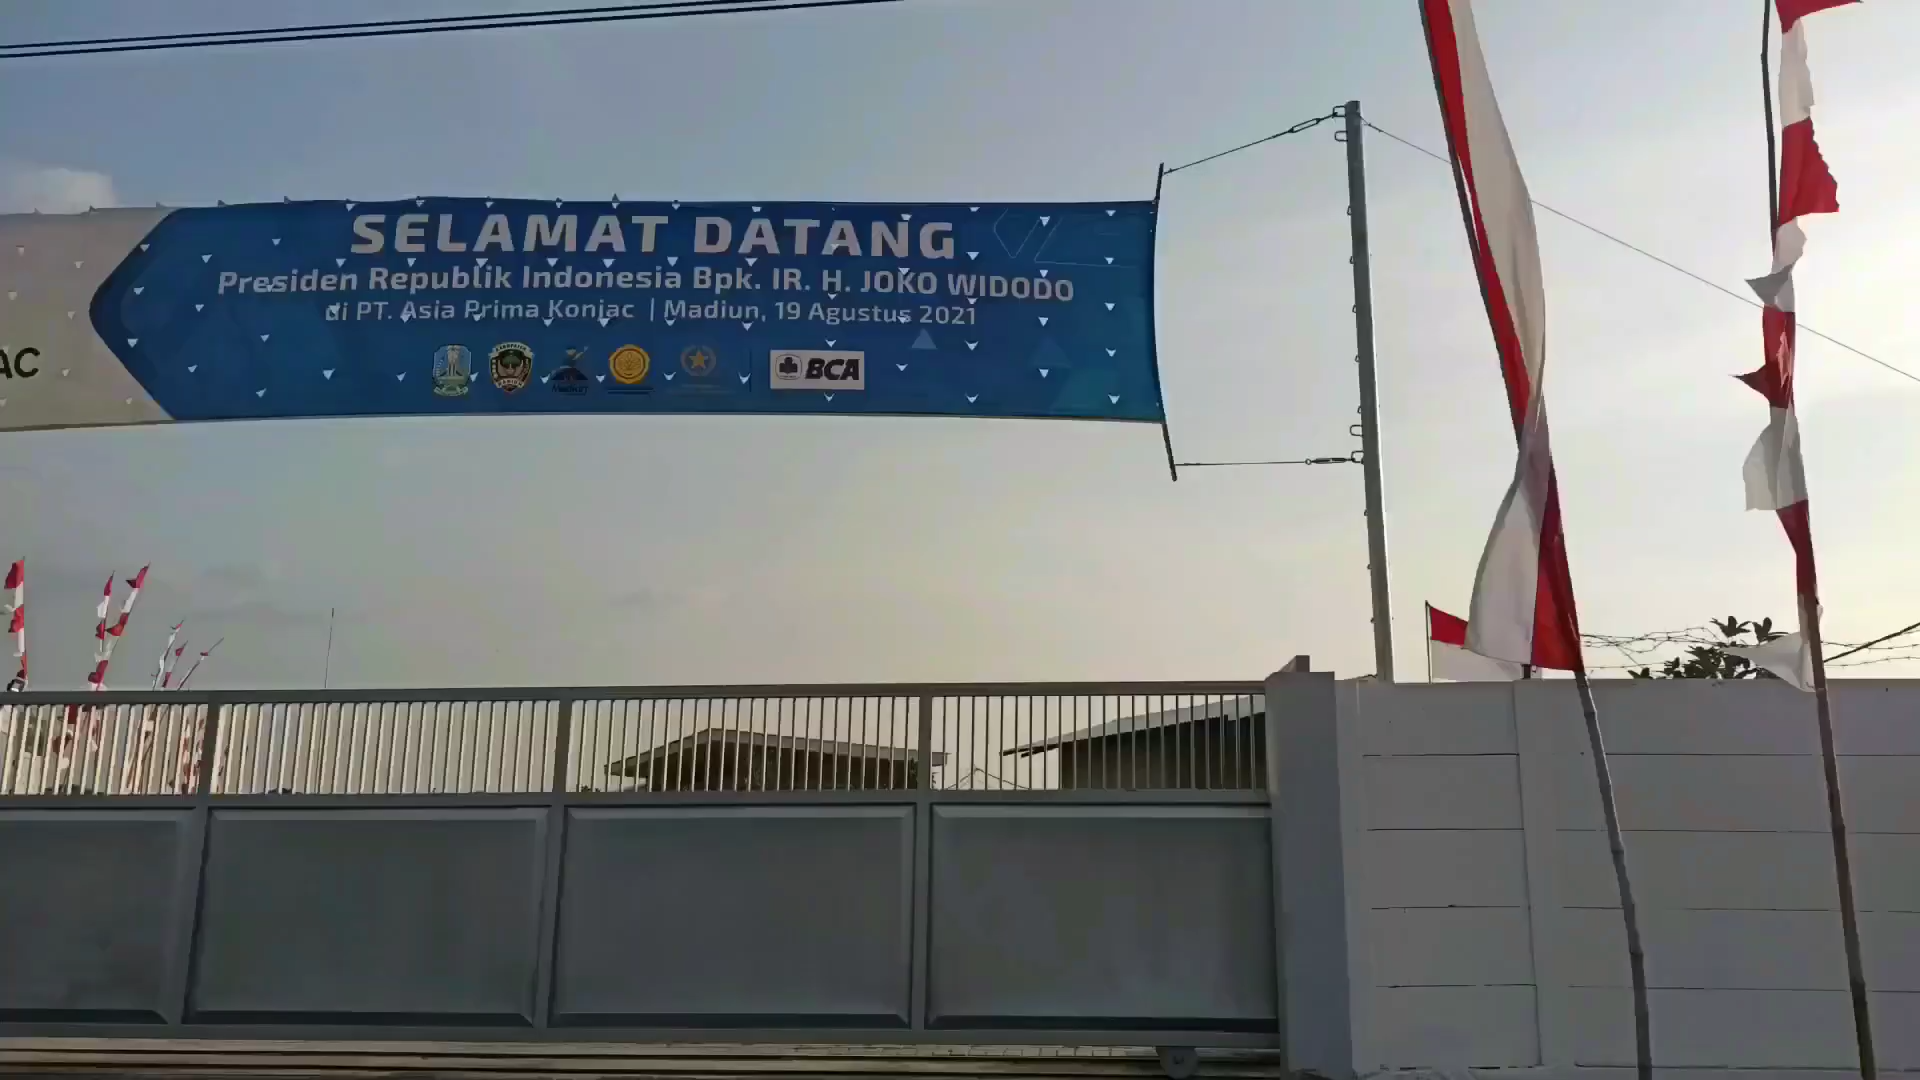 SELAMAT DATANG
Presiden Republik Indonesia Bpk. IR. H. JOKO WIDODO
di PT. Asia Prima Konjac | Madiun, 19 Agustus 2021
AC
BCA